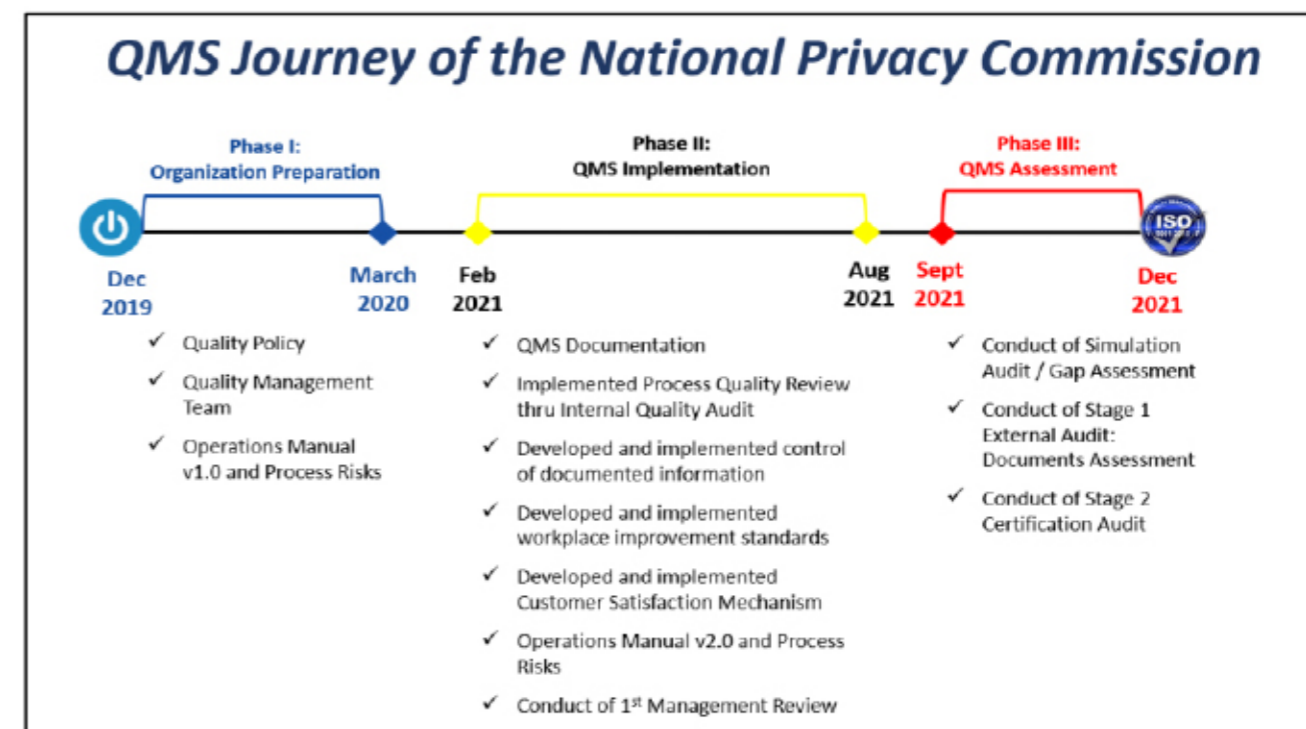 QMS Journey of the National Privacy Commission
Phase I:
Organization Preparation
Phase II:
QMS Implementation
Phase III:
QMS Assessment
ISO
Dec
2019
March
2020
Feb
2021
Aug
2021
Sept
2021
Dec
2021
✓ Quality Policy
✓ Quality Management
Team
✓ Operations Manual
v1.0 and Process Risks
✓ QMS Documentation
✓ Implemented Process Quality Review
thru Internal Quality Audit
✓ Developed and implemented control
of documented information
✓ Developed and implemented
workplace improvement standards
✓ Developed and implemented
Customer Satisfaction Mechanism
✓ Operations Manual v2.0 and Process
Risks
✓ Conduct of 1st Management Review
✓ Conduct of Simulation
Audit / Gap Assessment
✓ Conduct of Stage 1
External Audit:
Documents Assessment
✓ Conduct of Stage 2
Certification Audit